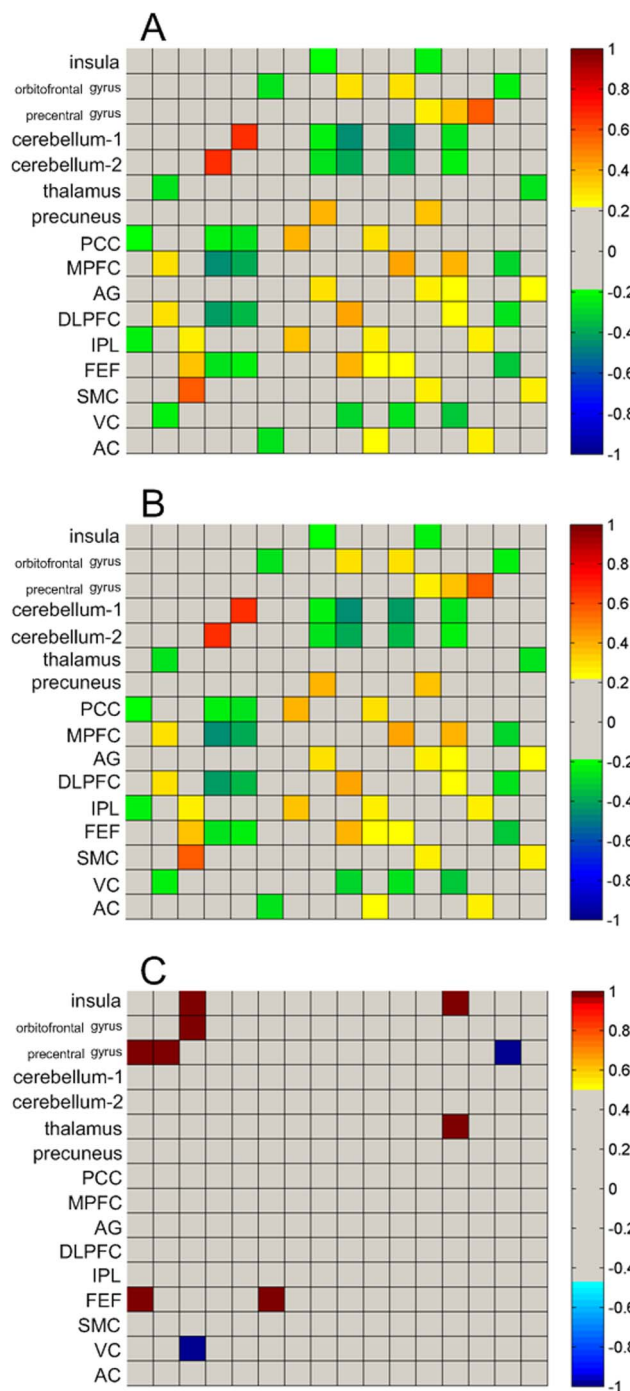 A
insula
orbitofrontal gyrus
precentral gyrus
cerebellum-1
cerebellum-2
thalamus
precuneus
PCC
MPFC
AG
DLPFC
IPL
FEF
SMC
VC
AC
1
0.8
0.6
0.4
0.2
0
-0.2
-0.4
-0.6
-0.8
-1
B
insula
orbitofrontal gyrus
precentral gyrus
cerebellum-1
cerebellum-2
thalamus
precuneus
PCC
MPFC
AG
DLPFC
IPL
FEF
SMC
VC
AC
1
0.8
0.6
0.4
0.2
0
-0.2
-0.4
-0.6
-0.8
-1
C
insula
orbitofrontal gyrus
precentral gyrus
cerebellum-1
cerebellum-2
thalamus
precuneus
PCC
MPFC
AG
DLPFC
IPL
FEF
SMC
VC
AC
1
0.8
0.6
0.4
0.2
0
-0.2
-0.4
-0.6
-0.8
-1